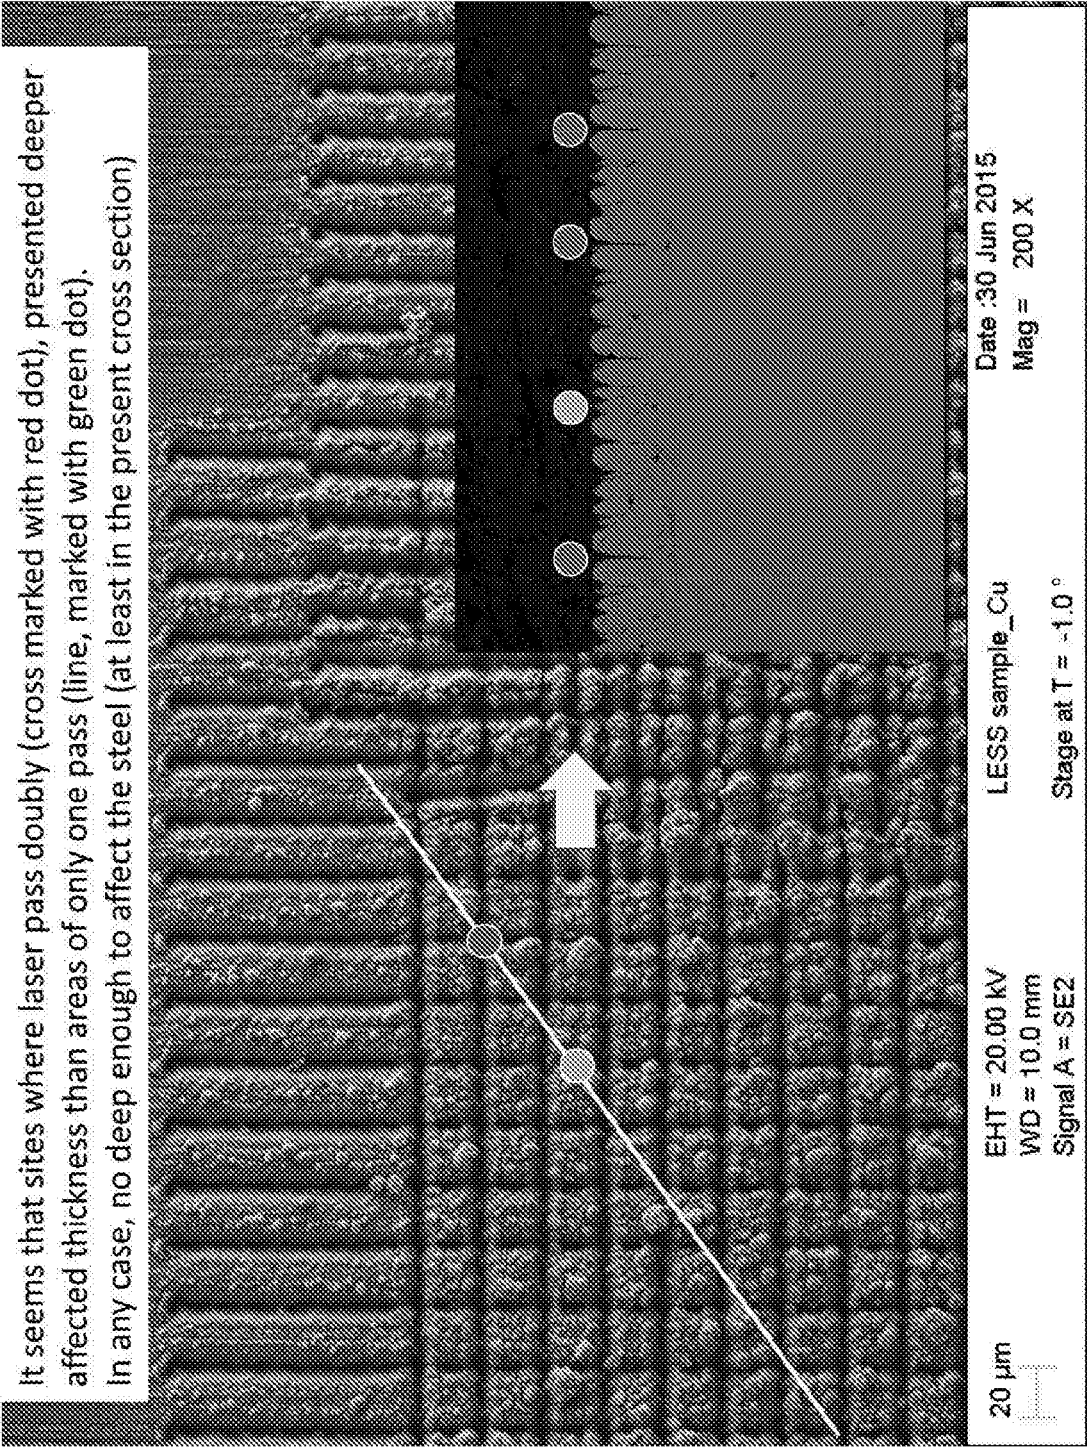 It seems that sites where laser pass doubly (cross marked with red dot), presented deeper
affected thickness than areas of only one pass (line, marked with green dot).
In any case, no deep enough to affect the steel (at least in the present cross section)
20 µm
EHT = 20.00 kV
WD = 10.0 mm
Signal A = SE2
LESS sample_Cu
Stage at T = -1.0 °
Date :30 Jun 2015
Mag = 200 X